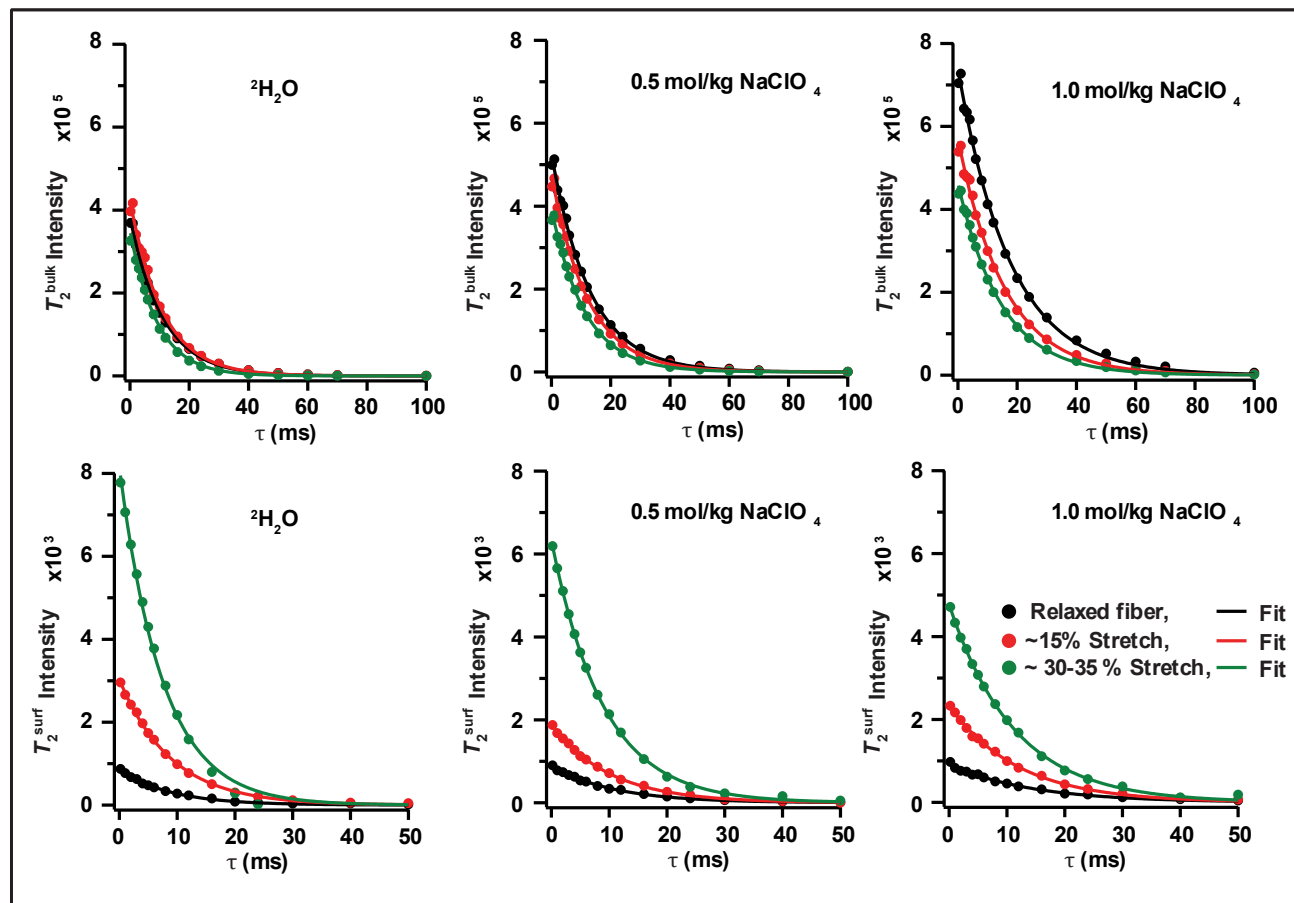 8
6
4
2
0
T₂ᵇᵘˡᵏ Intensity x10⁵
²H₂O
0 20 40 60 80 100
τ (ms)
8
6
4
2
0
T₂ᵇᵘˡᵏ Intensity x10⁵
0.5 mol/kg NaClO₄
0 20 40 60 80 100
τ (ms)
8
6
4
2
0
T₂ᵇᵘˡᵏ Intensity x10⁵
1.0 mol/kg NaClO₄
0 20 40 60 80 100
τ (ms)
8
6
4
2
0
T₂ˢᵘʳᶠ Intensity x10³
²H₂O
0 10 20 30 40 50
τ (ms)
8
6
4
2
0
T₂ˢᵘʳᶠ Intensity x10³
0.5 mol/kg NaClO₄
0 10 20 30 40 50
τ (ms)
8
6
4
2
0
T₂ˢᵘʳᶠ Intensity x10³
1.0 mol/kg NaClO₄
Relaxed fiber, Fit
~15% Stretch, Fit
~ 30-35 % Stretch, Fit
0 10 20 30 40 50
τ (ms)